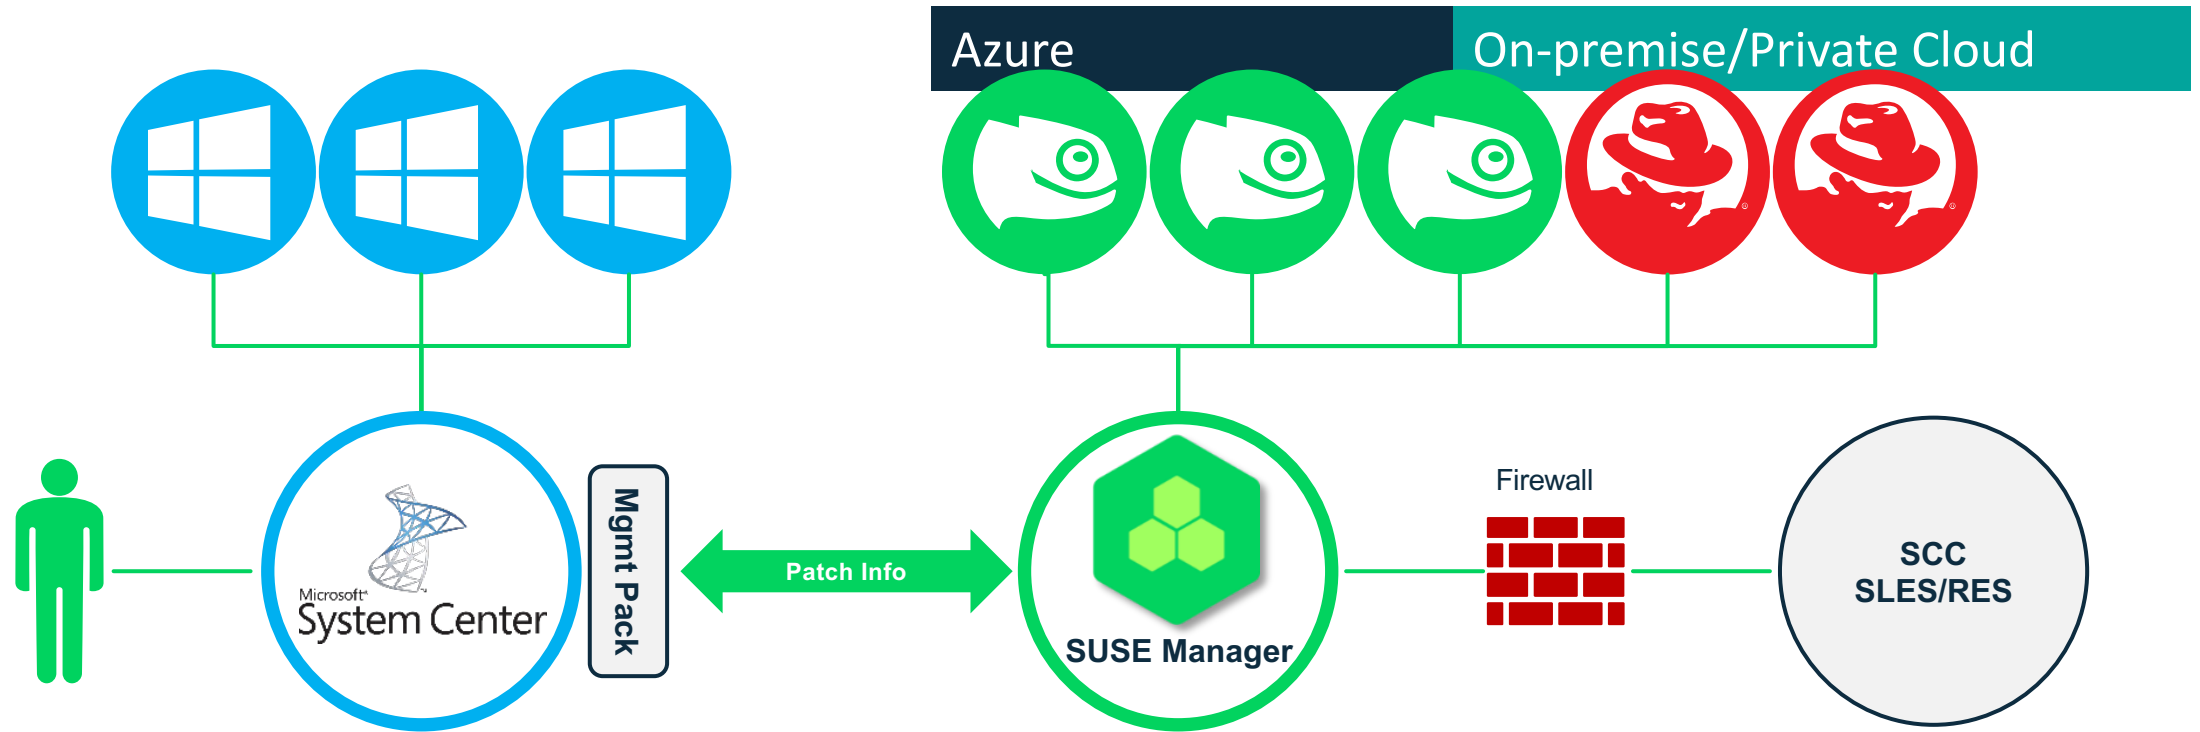 Azure
On-premise/Private Cloud
Firewall
Microsoft
System Center
Mgmt Pack
Patch Info
SUSE Manager
SCC
SLES/RES